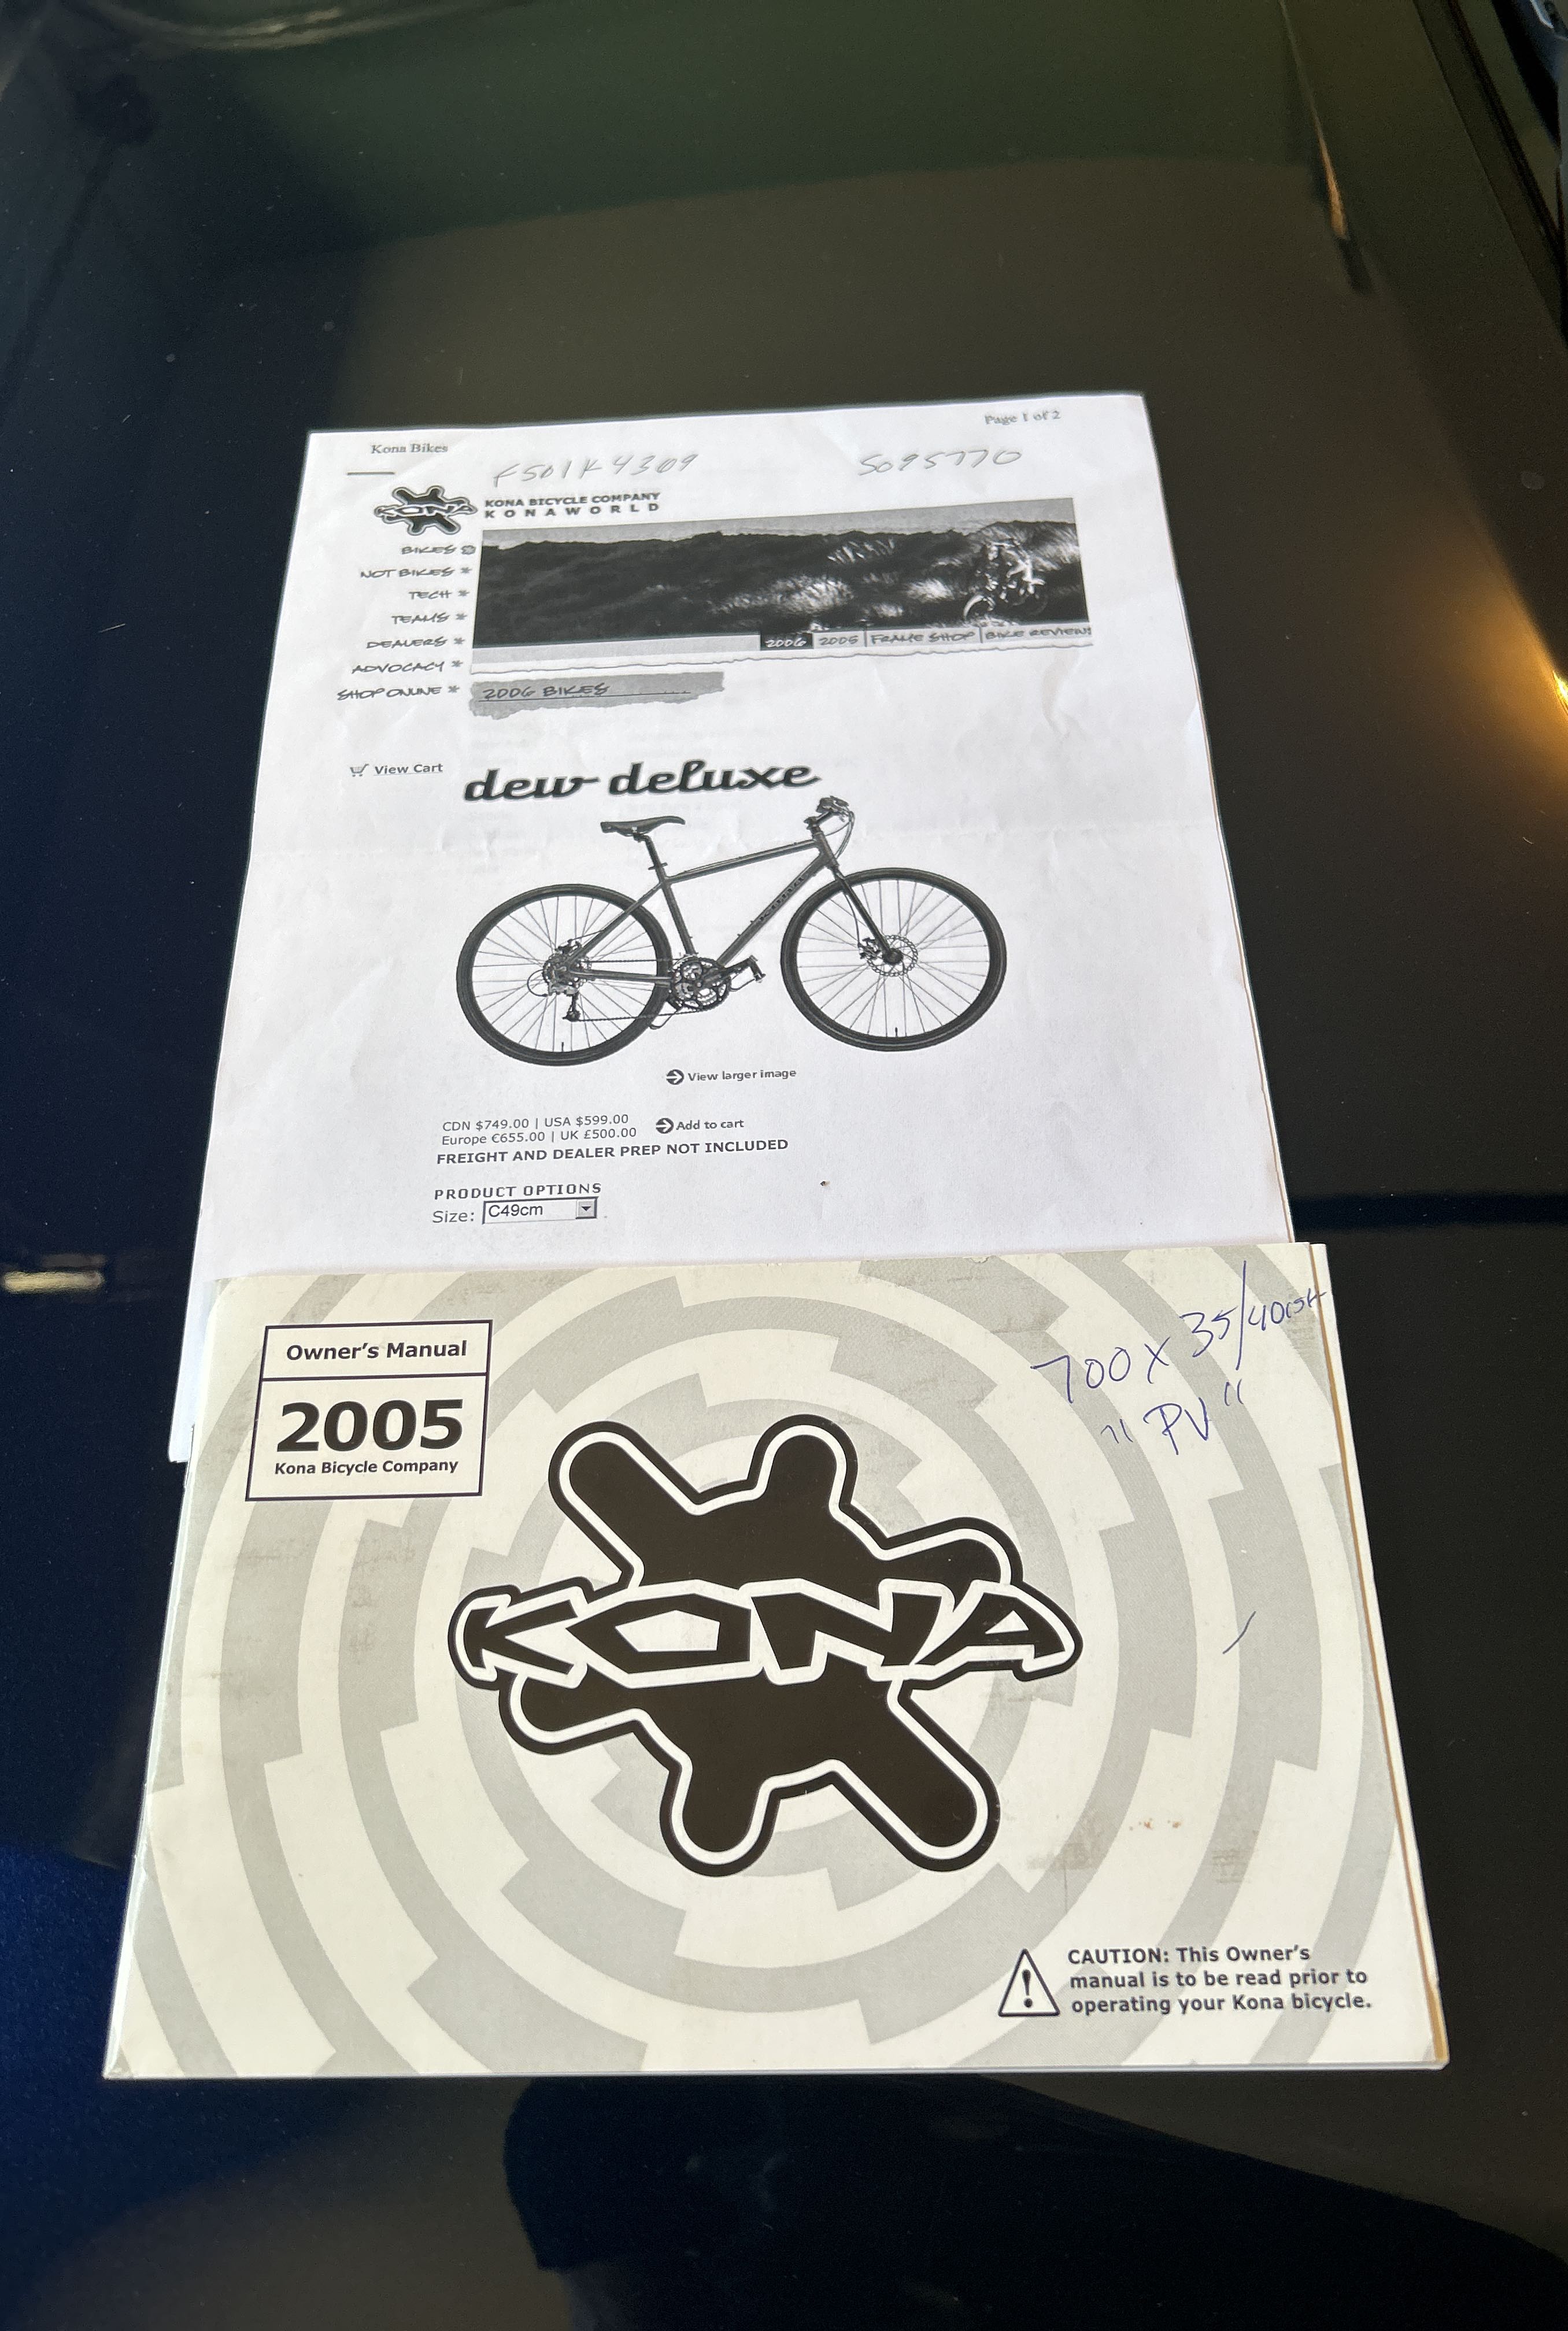 Kona Bikes
Page 1 of 2
F501K4309
S095770
KONA
KONA BICYCLE COMPANY
KONAWORLD
BIKES
NOT BIKES *
TECH *
TEAMS *
DEALERS *
ADVOCACY *
SHOP ONLINE *
2006 2005 | FRAME SHOP | BIKE REVIEWS
2006 BIKES
View Cart
dew deluxe
View larger image
CDN $749.00 | USA $599.00
Europe €655.00 | UK £500.00
Add to cart
FREIGHT AND DEALER PREP NOT INCLUDED
PRODUCT OPTIONS
Size: C49cm
Owner's Manual
2005
Kona Bicycle Company
700 X 35/40
"PV"
KONA
CAUTION: This Owner's
manual is to be read prior to
operating your Kona bicycle.